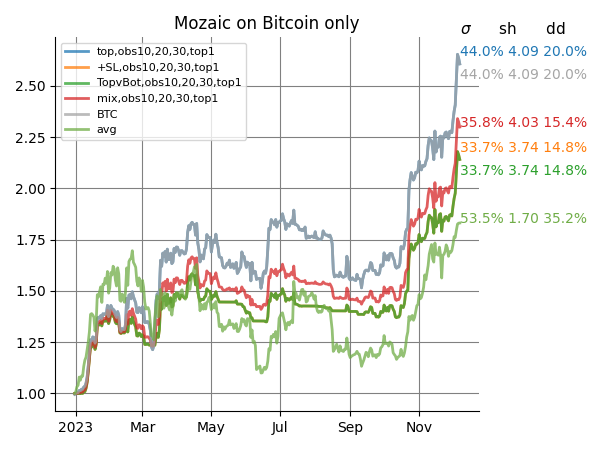 Mozaic on Bitcoin only
σ sh dd
top,obs10,20,30,top1
+SL,obs10,20,30,top1
TopvBot,obs10,20,30,top1
mix,obs10,20,30,top1
BTC
avg
44.0% 4.09 20.0%
44.0% 4.09 20.0%
35.8% 4.03 15.4%
33.7% 3.74 14.8%
33.7% 3.74 14.8%
53.5% 1.70 35.2%
2.50
2.25
2.00
1.75
1.50
1.25
1.00
2023 Mar May Jul Sep Nov